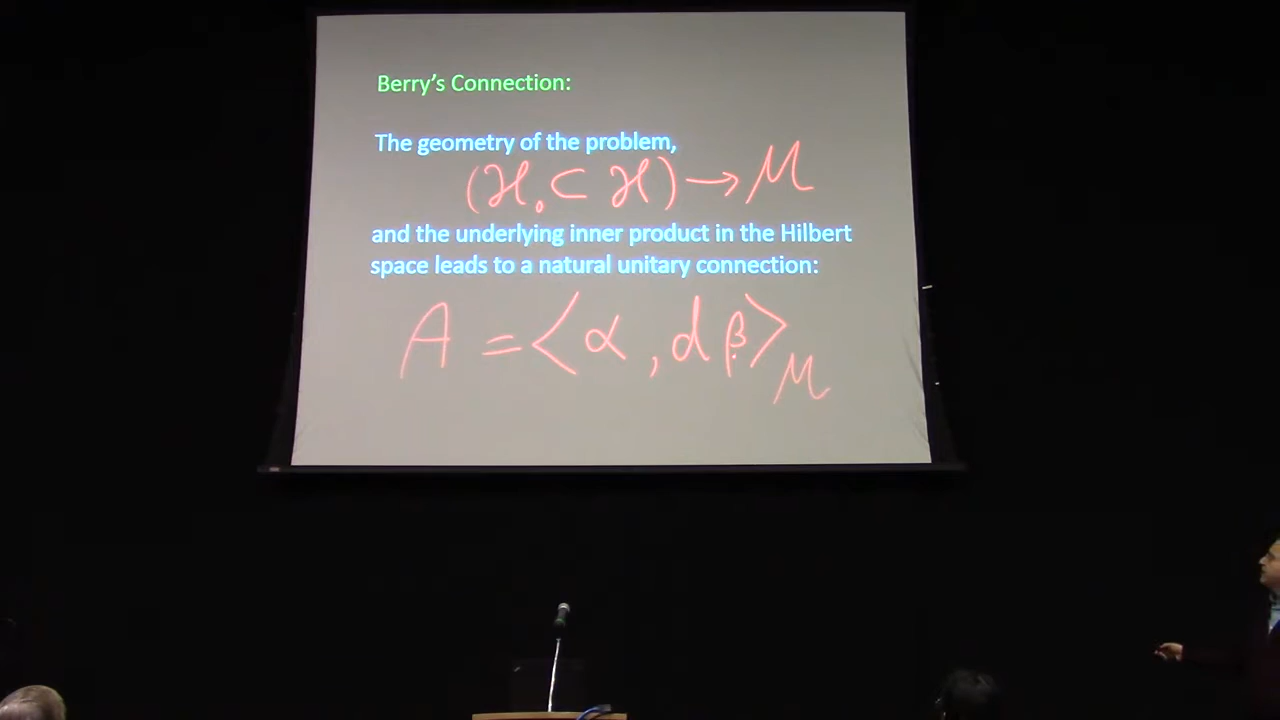 Berry's Connection:
The geometry of the problem,
(ℋ₀ ⊂ ℋ) → M
and the underlying inner product in the Hilbert
space leads to a natural unitary connection:
A = ⟨α, dβ⟩_M